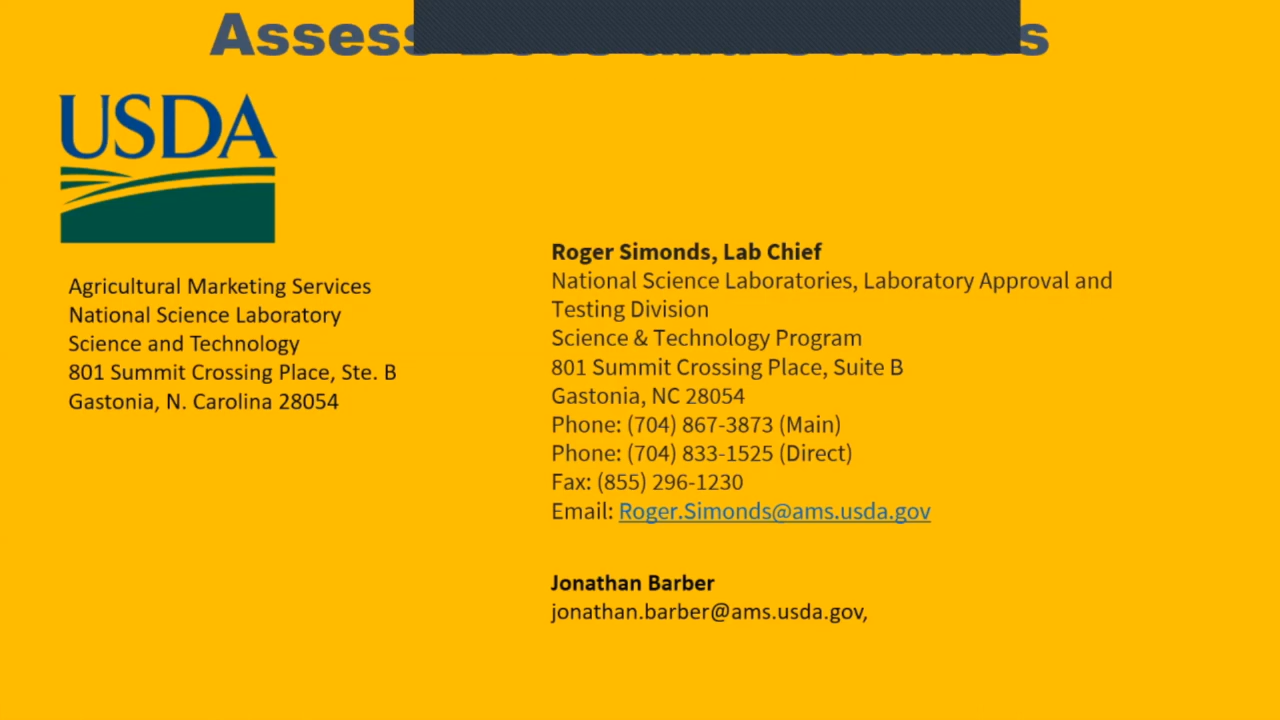 USDA
Agricultural Marketing Services
National Science Laboratory
Science and Technology
801 Summit Crossing Place, Ste. B
Gastonia, N. Carolina 28054
Roger Simonds, Lab Chief
National Science Laboratories, Laboratory Approval and
Testing Division
Science & Technology Program
801 Summit Crossing Place, Suite B
Gastonia, NC 28054
Phone: (704) 867-3873 (Main)
Phone: (704) 833-1525 (Direct)
Fax: (855) 296-1230
Email: Roger.Simonds@ams.usda.gov
Jonathan Barber
jonathan.barber@ams.usda.gov,